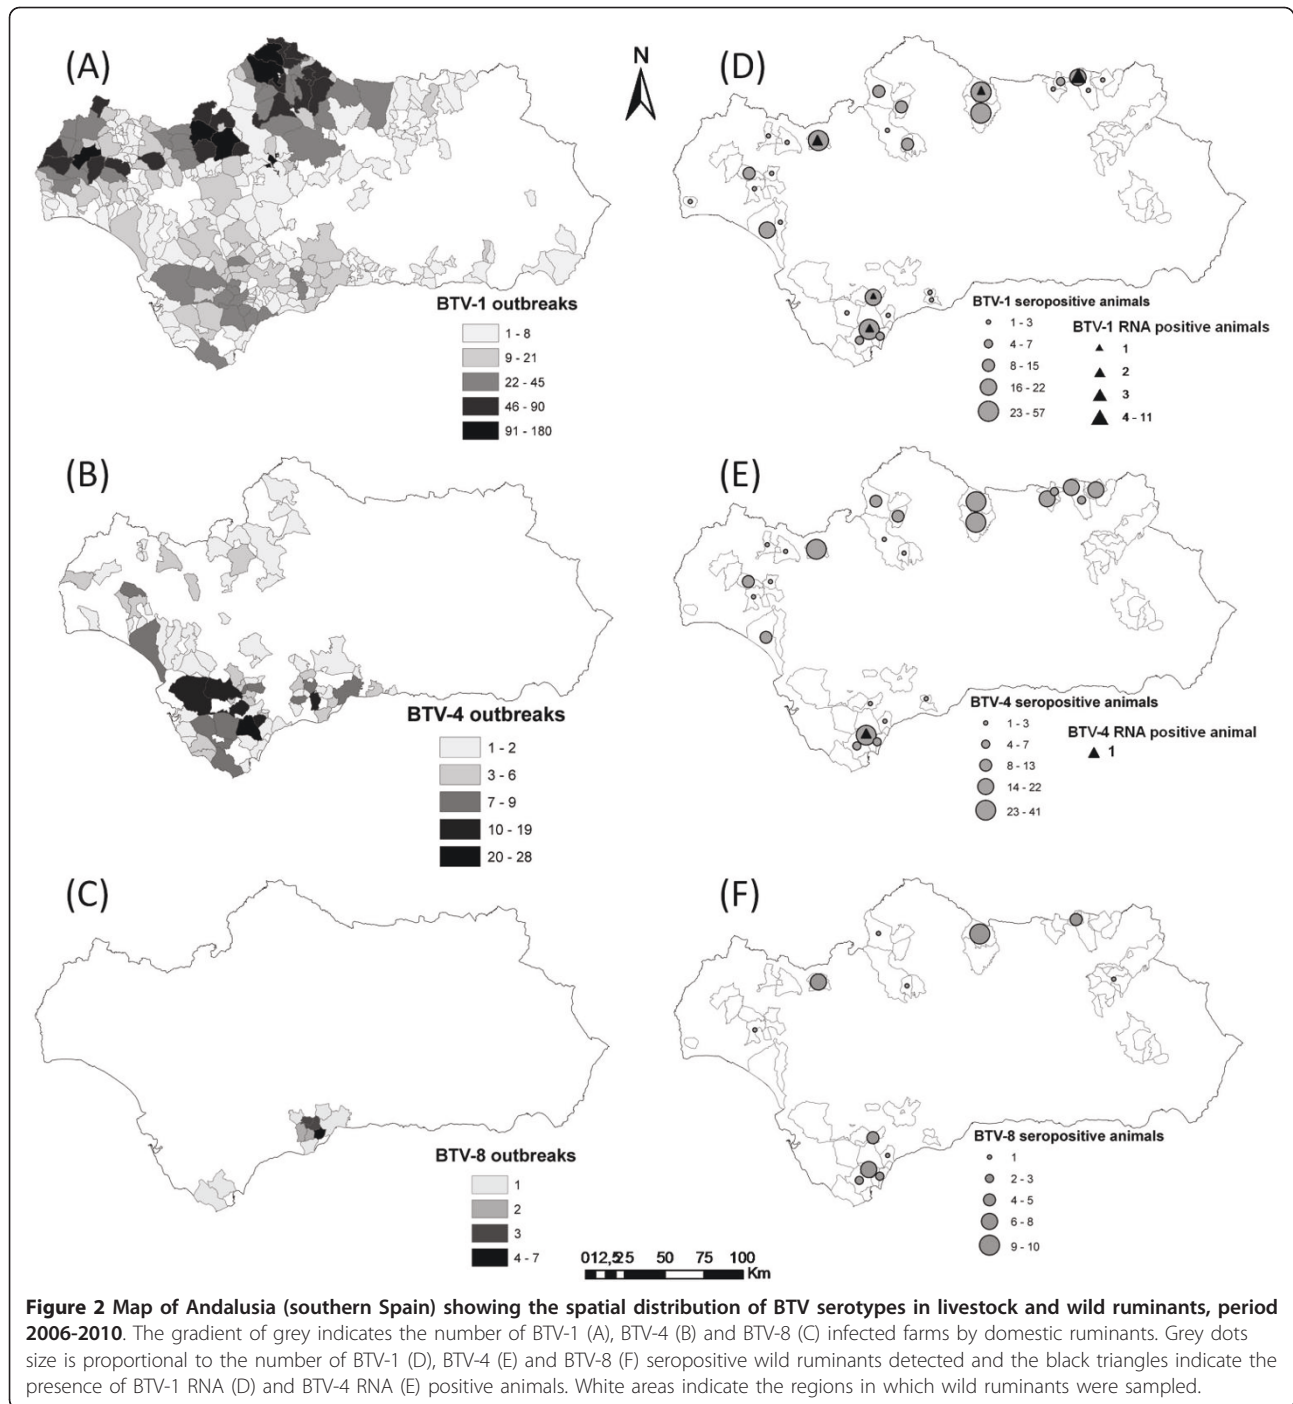 (A)
N
(D)
BTV-1 outbreaks
1 - 8
9 - 21
22 - 45
46 - 90
91 - 180
BTV-1 seropositive animals
1 - 3
4 - 7
8 - 15
16 - 22
23 - 57
BTV-1 RNA positive animals
1
2
3
4 - 11
(B)
(E)
BTV-4 outbreaks
1 - 2
3 - 6
7 - 9
10 - 19
20 - 28
BTV-4 seropositive animals
1 - 3
4 - 7
8 - 13
14 - 22
23 - 41
BTV-4 RNA positive animal
1
(C)
(F)
BTV-8 outbreaks
1
2
3
4 - 7
BTV-8 seropositive animals
1
2 - 3
4 - 5
6 - 8
9 - 10
0 12,5 25 50 75 100
Km
Figure 2 Map of Andalusia (southern Spain) showing the spatial distribution of BTV serotypes in livestock and wild ruminants, period
2006-2010. The gradient of grey indicates the number of BTV-1 (A), BTV-4 (B) and BTV-8 (C) infected farms by domestic ruminants. Grey dots
size is proportional to the number of BTV-1 (D), BTV-4 (E) and BTV-8 (F) seropositive wild ruminants detected and the black triangles indicate the
presence of BTV-1 RNA (D) and BTV-4 RNA (E) positive animals. White areas indicate the regions in which wild ruminants were sampled.